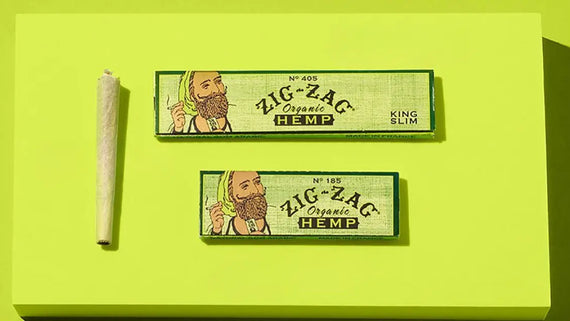 Nº 405
ZIG-ZAG
Organic
HEMP
KING
SLIM
Nº 185
ZIG-ZAG
Organic
HEMP